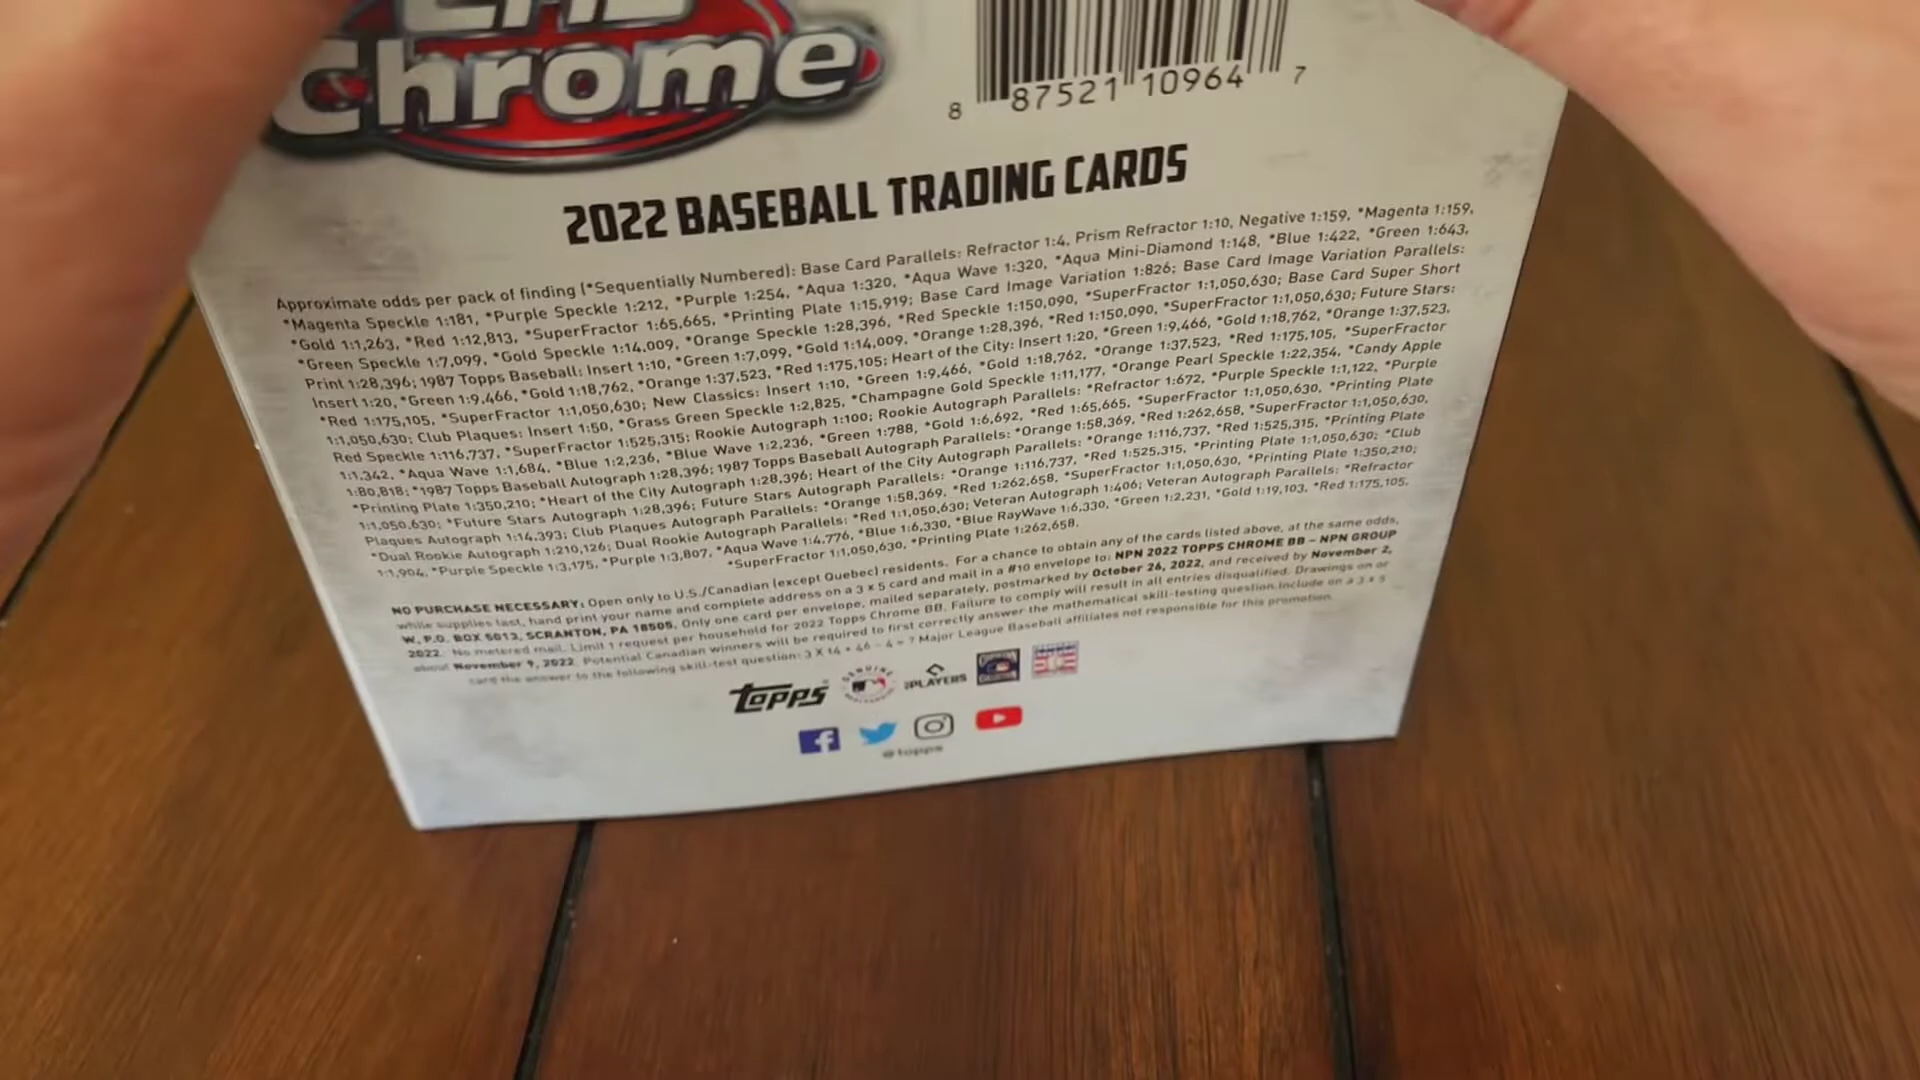 Chrome
8 87521 10964 7
2022 BASEBALL TRADING CARDS
Approximate odds per pack of finding (*Sequentially Numbered): Base Card Parallels: Refractor 1:4, Prism Refractor 1:10, Negative 1:159, *Magenta 1:159,
*Magenta Speckle 1:181, *Purple Speckle 1:212, *Purple 1:254, *Aqua 1:320, *Aqua Wave 1:320, *Aqua Mini-Diamond 1:148, *Blue 1:422, *Green 1:643,
*Gold 1:1,263, *Red 1:12,813, *SuperFractor 1:65,665, *Printing Plate 1:15,919; Base Card Image Variation 1:826; Base Card Image Variation Parallels:
*Green Speckle 1:7,099, *Gold Speckle 1:14,009, *Orange Speckle 1:28,396, *Red Speckle 1:150,090, *SuperFractor 1:1,050,630; Base Card Super Short
Print 1:28,396; 1987 Topps Baseball: Insert 1:10, *Green 1:7,099, *Gold 1:14,009, *Orange 1:28,396, *Red 1:150,090, *SuperFractor 1:1,050,630; Future Stars:
Insert 1:20, *Green 1:9,466, *Gold 1:18,762, *Orange 1:37,523, *Red 1:175,105; Heart of the City: Insert 1:20, *Green 1:9,466, *Gold 1:18,762, *Orange 1:37,523,
*Red 1:175,105, *SuperFractor 1:1,050,630; New Classics: Insert 1:10, *Green 1:9,466, *Gold 1:18,762, *Orange 1:37,523, *Red 1:175,105, *SuperFractor
1:1,050,630; Club Plaques: Insert 1:50, *Grass Green Speckle 1:2,825, *Champagne Gold Speckle 1:11,177, *Orange Pearl Speckle 1:22,354, *Candy Apple
Red Speckle 1:116,737, *SuperFractor 1:525,315; Rookie Autograph 1:100; Rookie Autograph Parallels: *Refractor 1:672, *Purple Speckle 1:1,122, *Purple
1:1,342, *Aqua Wave 1:1,684, *Blue 1:2,236, *Blue Wave 1:2,236, *Green 1:788, *Gold 1:6,692, *Red 1:65,665, *SuperFractor 1:1,050,630, *Printing Plate
1:80,818; *1987 Topps Baseball Autograph 1:28,396; 1987 Topps Baseball Autograph Parallels: *Orange 1:58,369, *Red 1:262,658, *SuperFractor 1:1,050,630,
*Printing Plate 1:350,210; *Heart of the City Autograph 1:28,396; Heart of the City Autograph Parallels: *Orange 1:116,737, *Red 1:525,315, *Printing Plate
1:1,050,630; *Future Stars Autograph 1:28,396; Future Stars Autograph Parallels: *Orange 1:116,737, *Red 1:525,315, *Printing Plate 1:1,050,630; *Club
Plaques Autograph 1:14,393; Club Plaques Autograph Parallels: *Orange 1:58,369, *Red 1:262,658, *SuperFractor 1:1,050,630, *Printing Plate 1:350,210;
*Dual Rookie Autograph 1:210,126; Dual Rookie Autograph Parallels: *Red 1:1,050,630; Veteran Autograph 1:406; Veteran Autograph Parallels: *Refractor
1:1,904, *Purple Speckle 1:3,175, *Purple 1:3,807, *Aqua Wave 1:4,776, *Blue 1:6,330, *Blue RayWave 1:6,330, *Green 1:2,231, *Gold 1:19,103, *Red 1:175,105,
*SuperFractor 1:1,050,630, *Printing Plate 1:262,658.
NO PURCHASE NECESSARY: Open only to U.S./Canadian (except Quebec) residents. For a chance to obtain any of the cards listed above, at the same odds,
while supplies last, hand print your name and complete address on a 3 x 5 card and mail in a #10 envelope to: NPN 2022 TOPPS CHROME BB – NPN GROUP
W, P.O. BOX 5013, SCRANTON, PA 18505. Only one card per envelope, mailed separately, postmarked by October 26, 2022, and received by November 2,
2022. No metered mail. Limit 1 request per household for 2022 Topps Chrome BB. Failure to comply will result in all entries disqualified. Drawings on or
about November 9, 2022. Potential Canadian winners will be required to first correctly answer the mathematical skill-testing question. Include on a 3 x 5
card the answer to the following skill-test question: 3 X 14 + 46 - 4 = ? Major League Baseball affiliates not responsible for this promotion.
topps GENUINE PLAYERS
@topps